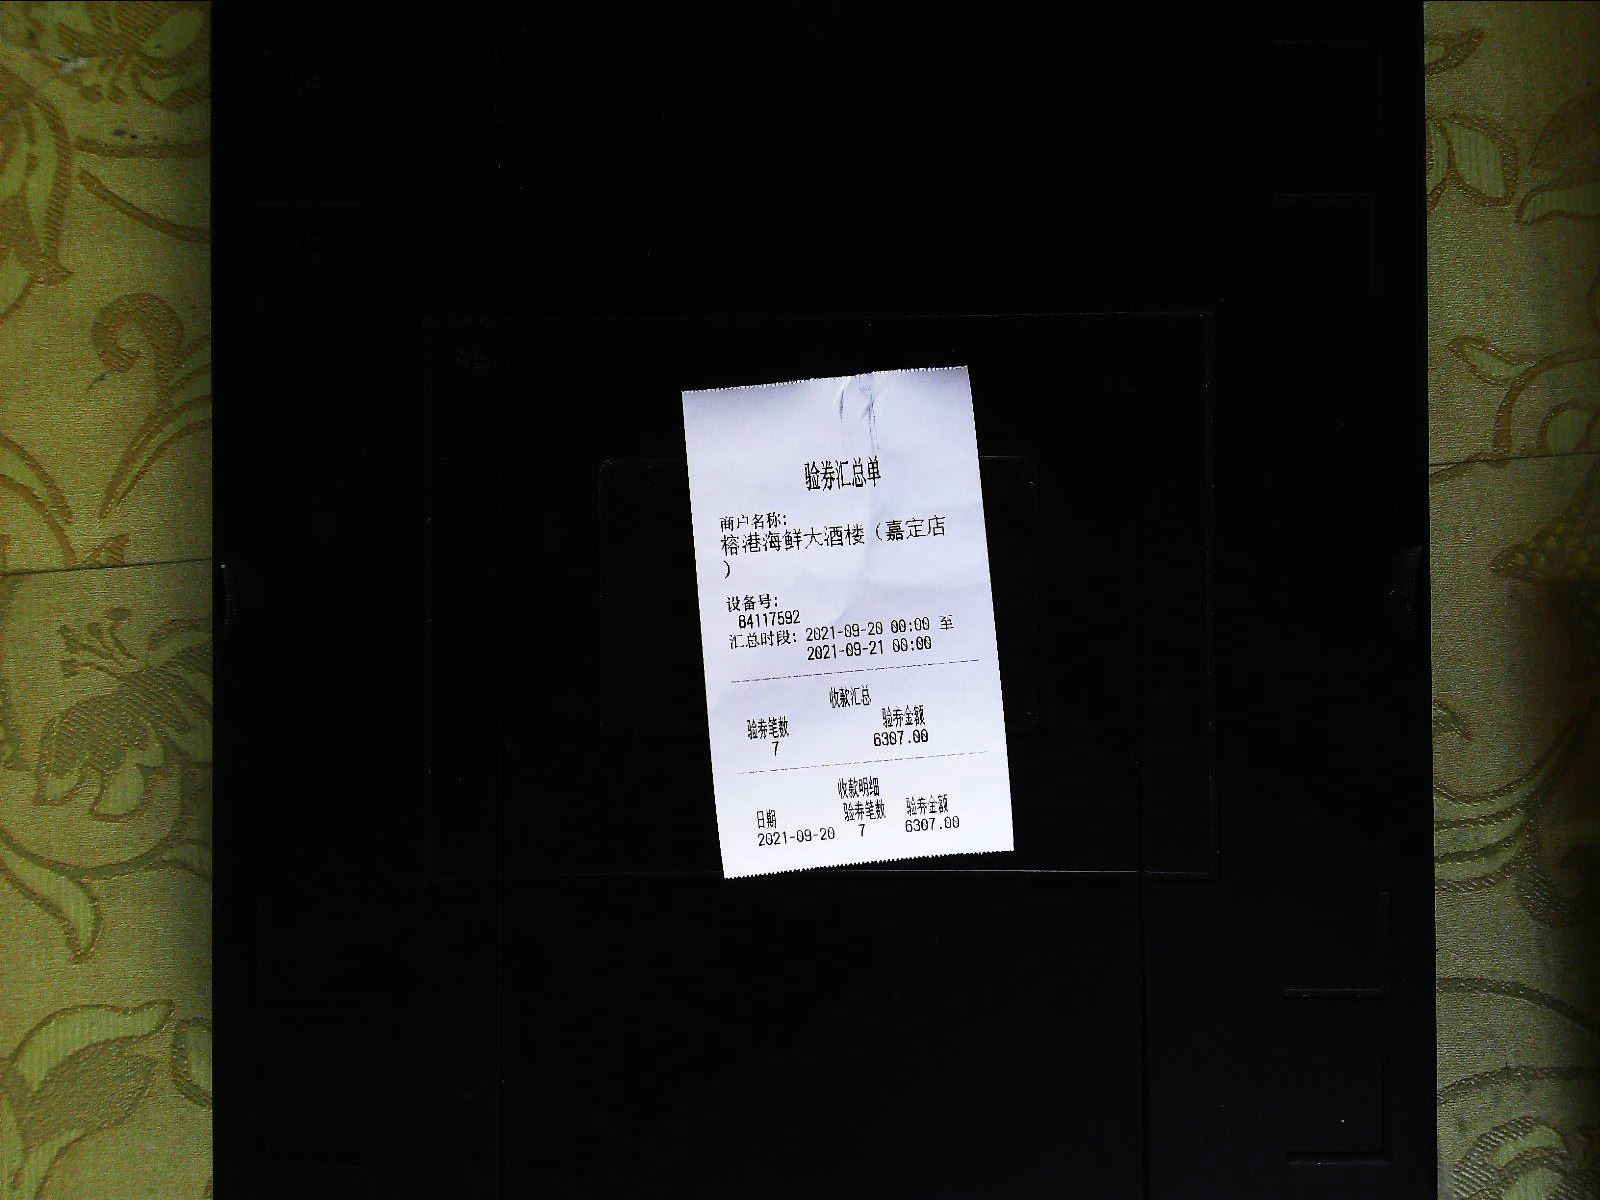 验券汇总单
商户名称:
榕港海鲜大酒楼（嘉定店
）
设备号:
84117592
汇总时段: 2021-09-20 00:00 至
2021-09-21 00:00
收款汇总
验券笔数 验券金额
7 6307.00
收款明细
日期 验券笔数 验券金额
2021-09-20 7 6307.00